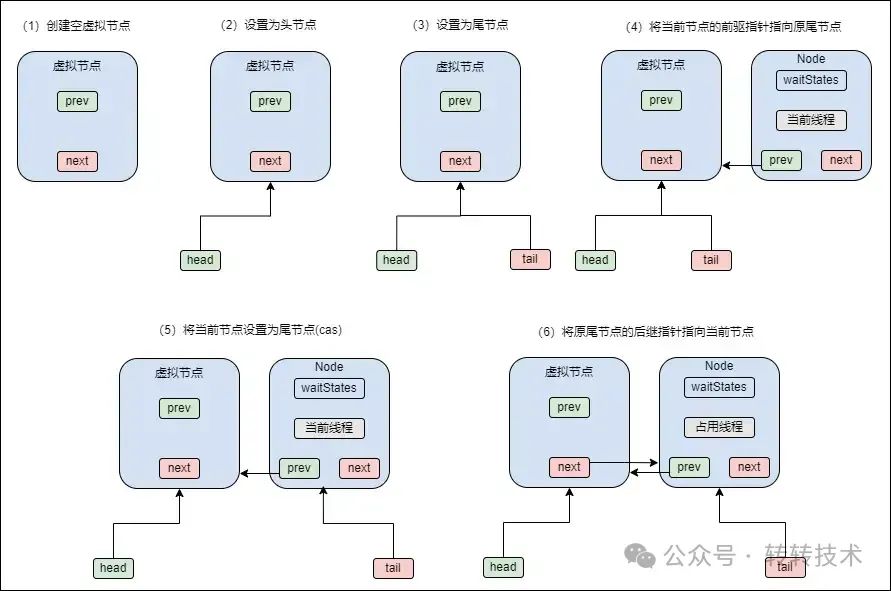 （1）创建空虚拟节点
虚拟节点
prev
next
（2）设置为头节点
虚拟节点
prev
next
head
（3）设置为尾节点
虚拟节点
prev
next
head
tail
（4）将当前节点的前驱指针指向原尾节点
虚拟节点
prev
next
Node
waitStates
当前线程
prev
next
head
tail
（5）将当前节点设置为尾节点(cas)
虚拟节点
prev
next
Node
waitStates
当前线程
prev
next
head
tail
（6）将原尾节点的后继指针指向当前节点
虚拟节点
prev
next
Node
waitStates
占用线程
prev
next
head
tail
公众号 · 转转技术